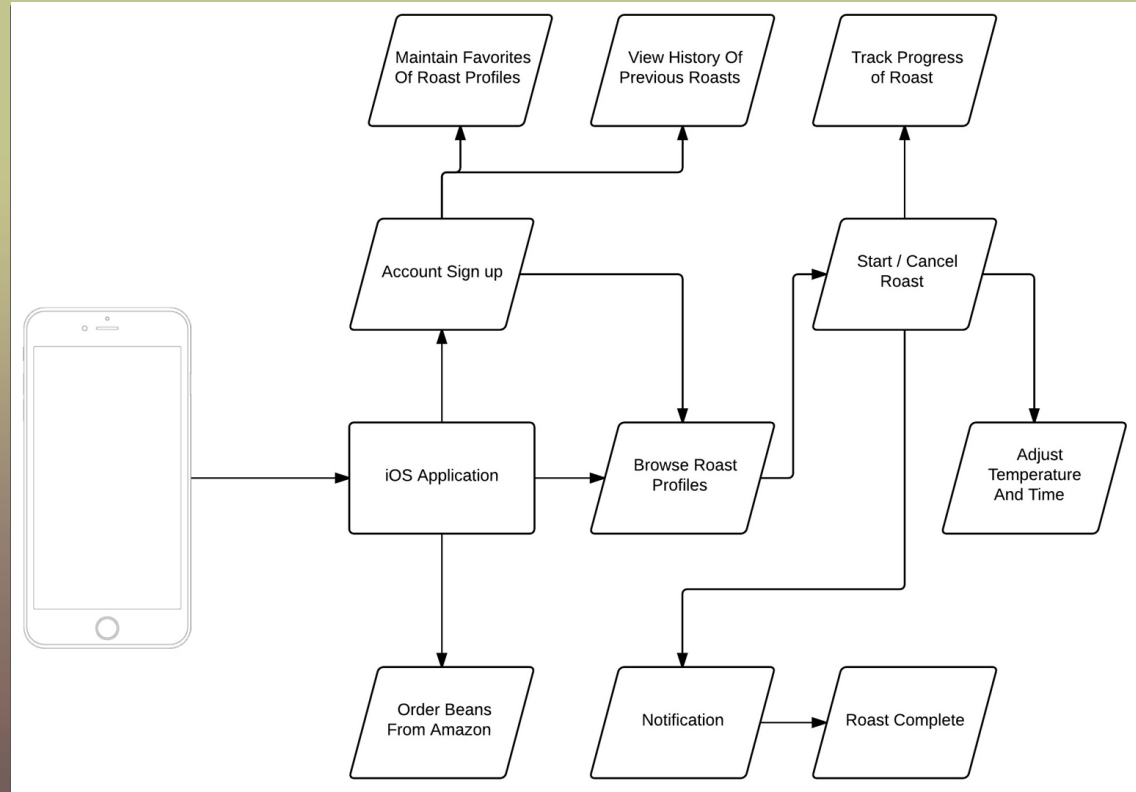 Maintain Favorites
Of Roast Profiles
View History Of
Previous Roasts
Track Progress
of Roast
Account Sign up
Start / Cancel
Roast
iOS Application
Browse Roast
Profiles
Adjust
Temperature
And Time
Order Beans
From Amazon
Notification
Roast Complete